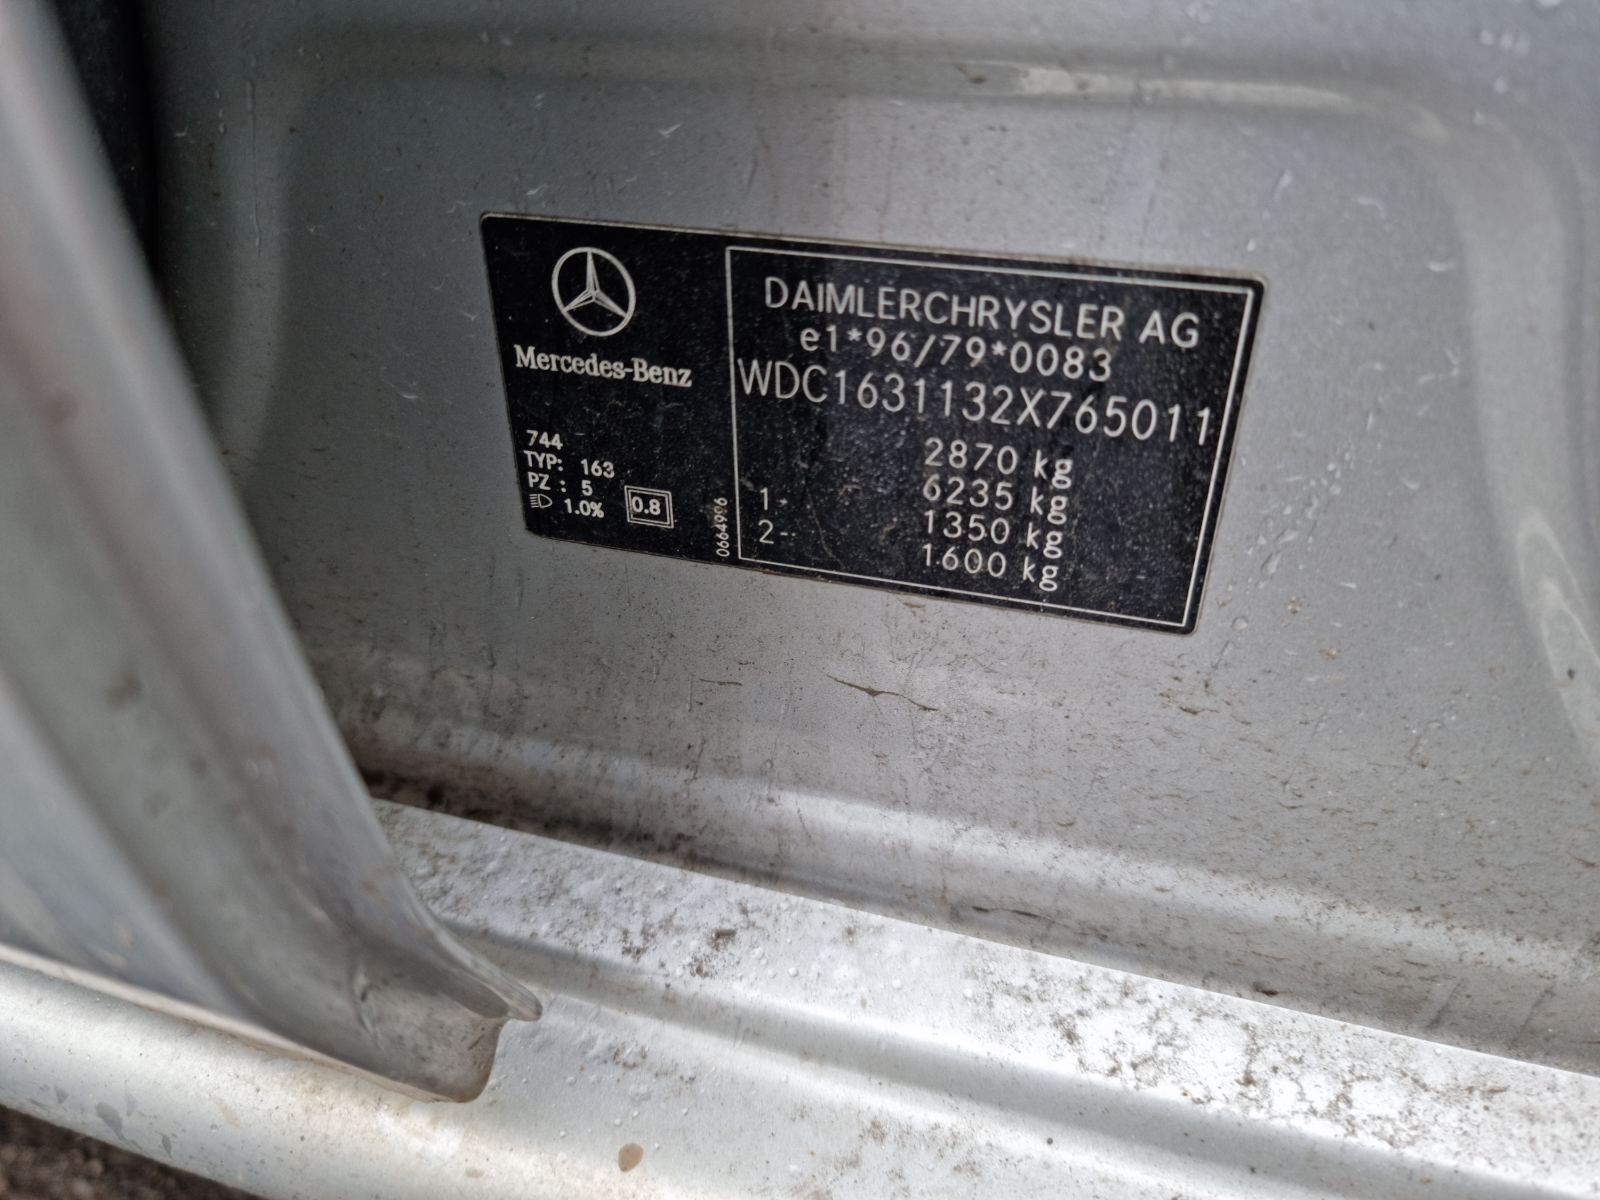 Mercedes-Benz
744
TYP: 163
PZ : 5
1.0%
0.8
0664996
DAIMLERCHRYSLER AG
e1*96/79*0083
WDC1631132X765011
2870 kg
6235 kg
1- 1350 kg
2- 1600 kg